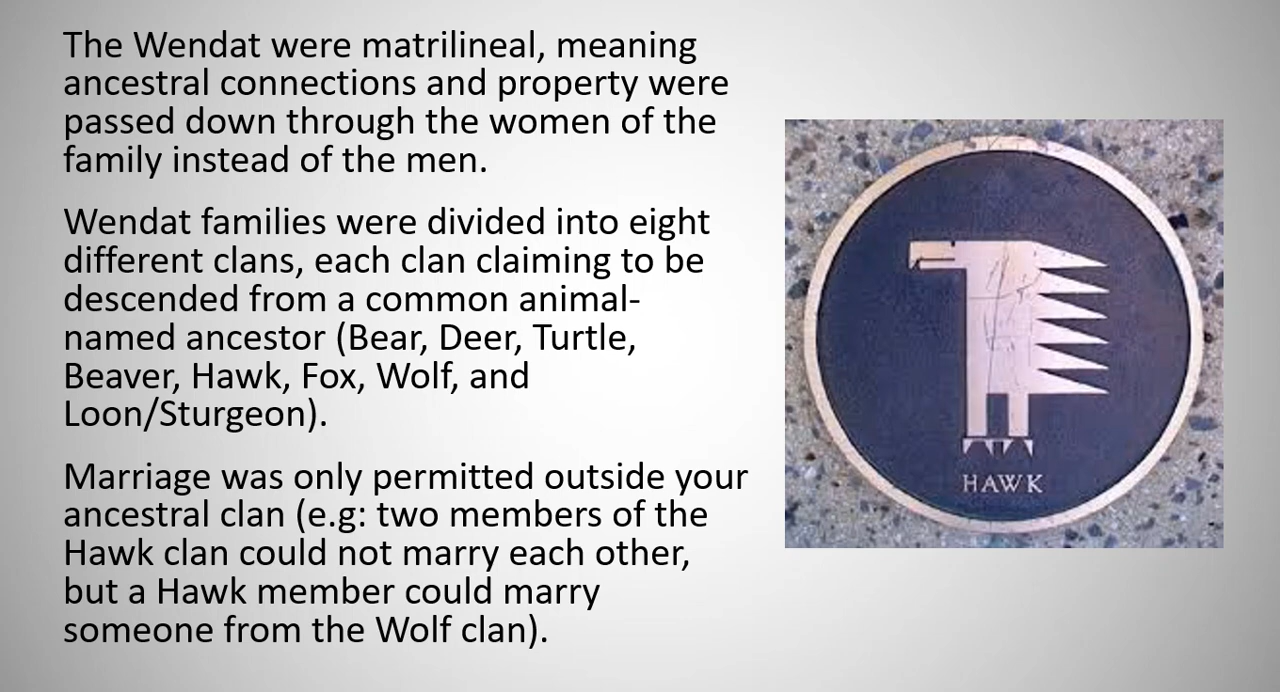 The Wendat were matrilineal, meaning
ancestral connections and property were
passed down through the women of the
family instead of the men.
Wendat families were divided into eight
different clans, each clan claiming to be
descended from a common animal-
named ancestor (Bear, Deer, Turtle,
Beaver, Hawk, Fox, Wolf, and
Loon/Sturgeon).
Marriage was only permitted outside your
ancestral clan (e.g: two members of the
Hawk clan could not marry each other,
but a Hawk member could marry
someone from the Wolf clan).
HAWK